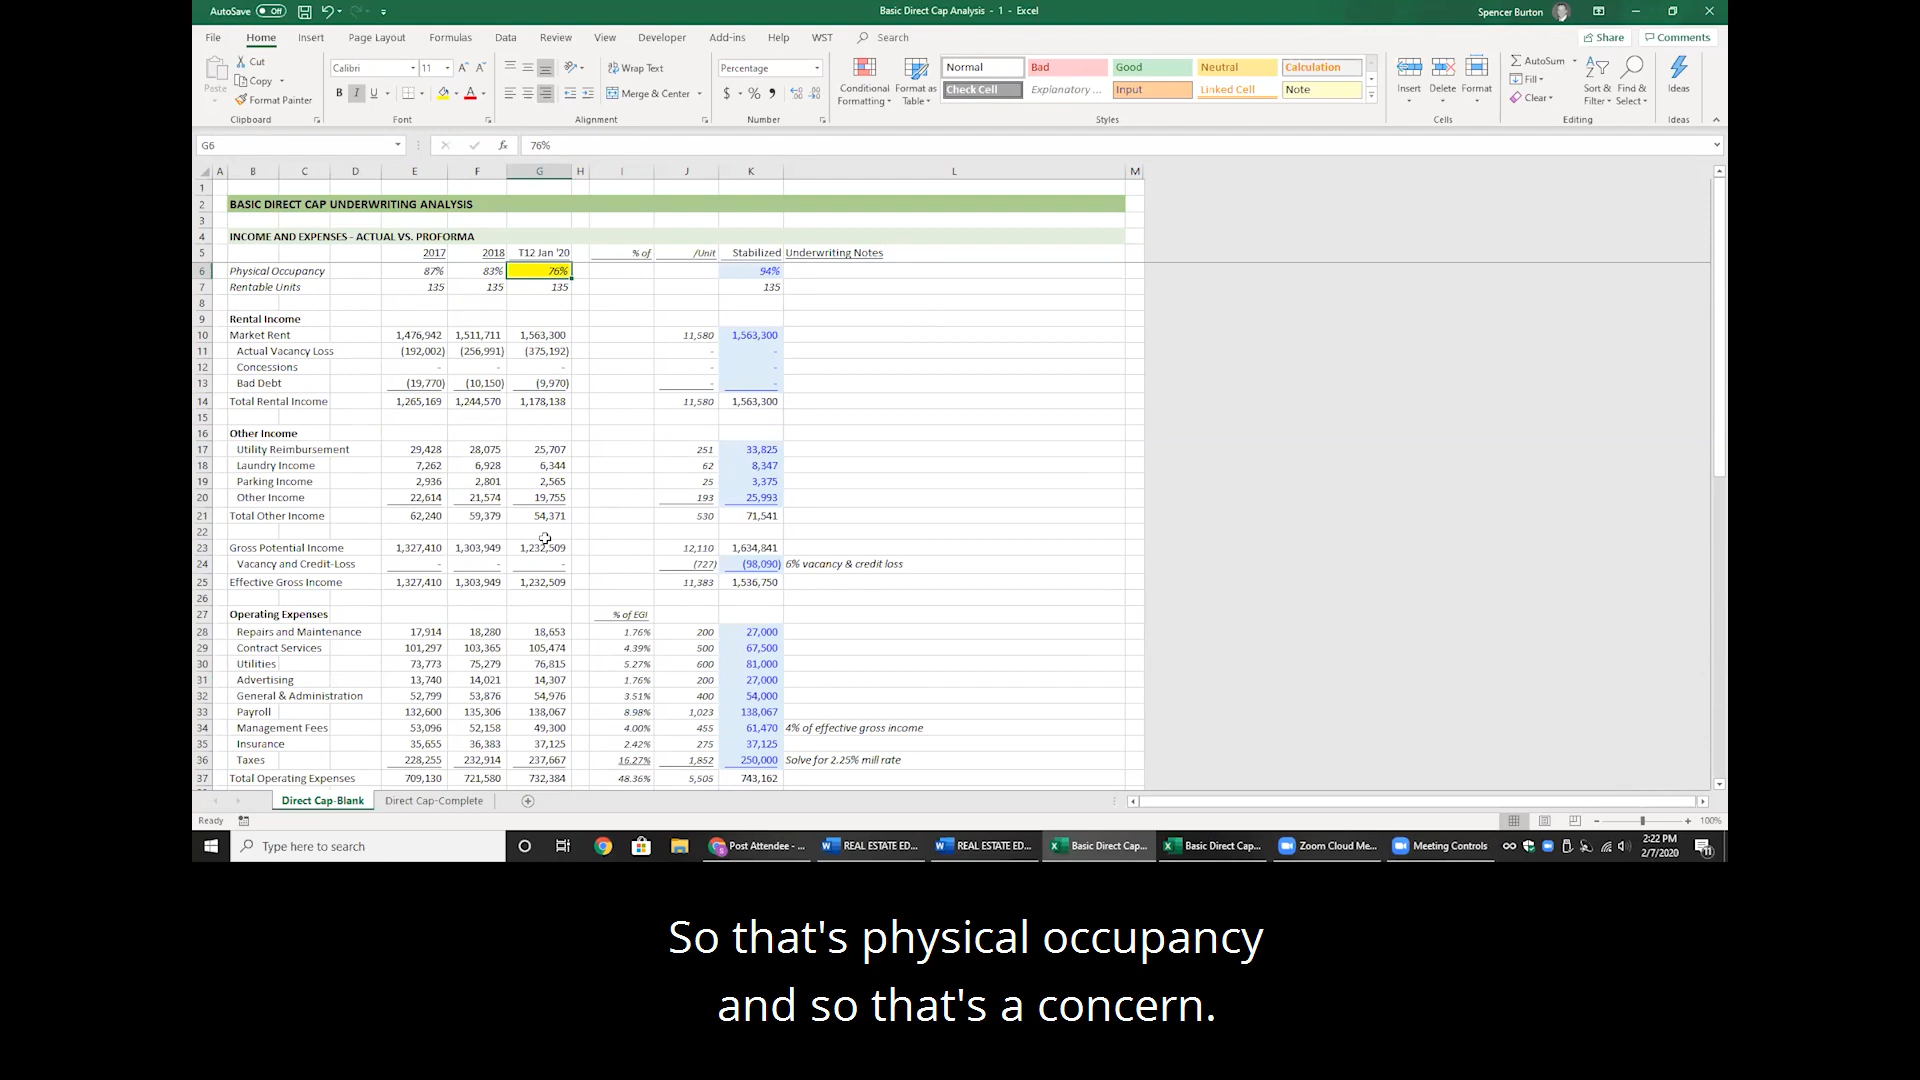 AutoSave Off Basic Direct Cap Analysis - 1 - Excel Spencer Burton
File Home Insert Page Layout Formulas Data Review View Developer Add-ins Help WST Search Share Comments
Paste Cut Copy Format Painter Calibri 11 B I U Wrap Text Merge & Center Percentage $ % Conditional Formatting Format as Table Normal Bad Good Neutral Calculation Check Cell Explanatory ... Input Linked Cell Note Insert Delete Format AutoSum Fill Clear Sort & Filter Find & Select Ideas
Clipboard Font Alignment Number Styles Cells Editing Ideas
G6 fx 76%
A B C D E F G H I J K L M
1
2 BASIC DIRECT CAP UNDERWRITING ANALYSIS
3
4 INCOME AND EXPENSES - ACTUAL VS. PROFORMA
5 2017 2018 T12 Jan '20 % of /Unit Stabilized Underwriting Notes
6 Physical Occupancy 87% 83% 76% 94%
7 Rentable Units 135 135 135 135
8
9 Rental Income
10 Market Rent 1,476,942 1,511,711 1,563,300 11,580 1,563,300
11 Actual Vacancy Loss (192,002) (256,991) (375,192) - -
12 Concessions - - - - -
13 Bad Debt (19,770) (10,150) (9,970) - -
14 Total Rental Income 1,265,169 1,244,570 1,178,138 11,580 1,563,300
15
16 Other Income
17 Utility Reimbursement 29,428 28,075 25,707 251 33,825
18 Laundry Income 7,262 6,928 6,344 62 8,347
19 Parking Income 2,936 2,801 2,565 25 3,375
20 Other Income 22,614 21,574 19,755 193 25,993
21 Total Other Income 62,240 59,379 54,371 530 71,541
22
23 Gross Potential Income 1,327,410 1,303,949 1,232,509 12,110 1,634,841
24 Vacancy and Credit-Loss - - - (727) (98,090) 6% vacancy & credit loss
25 Effective Gross Income 1,327,410 1,303,949 1,232,509 11,383 1,536,750
26
27 Operating Expenses % of EGI
28 Repairs and Maintenance 17,914 18,280 18,653 1.76% 200 27,000
29 Contract Services 101,297 103,365 105,474 4.39% 500 67,500
30 Utilities 73,773 75,279 76,815 5.27% 600 81,000
31 Advertising 13,740 14,021 14,307 1.76% 200 27,000
32 General & Administration 52,799 53,876 54,976 3.51% 400 54,000
33 Payroll 132,600 135,306 138,067 8.98% 1,023 138,067
34 Management Fees 53,096 52,158 49,300 4.00% 455 61,470 4% of effective gross income
35 Insurance 35,655 36,383 37,125 2.42% 275 37,125
36 Taxes 228,255 232,914 237,667 16.27% 1,852 250,000 Solve for 2.25% mill rate
37 Total Operating Expenses 709,130 721,580 732,384 48.36% 5,505 743,162
Direct Cap-Blank Direct Cap-Complete
Ready 100%
Type here to search Post Attendee - ... REAL ESTATE ED... REAL ESTATE ED... Basic Direct Cap... Basic Direct Cap... Zoom Cloud Me... Meeting Controls 2:22 PM
2/7/2020 11
So that's physical occupancy
and so that's a concern.